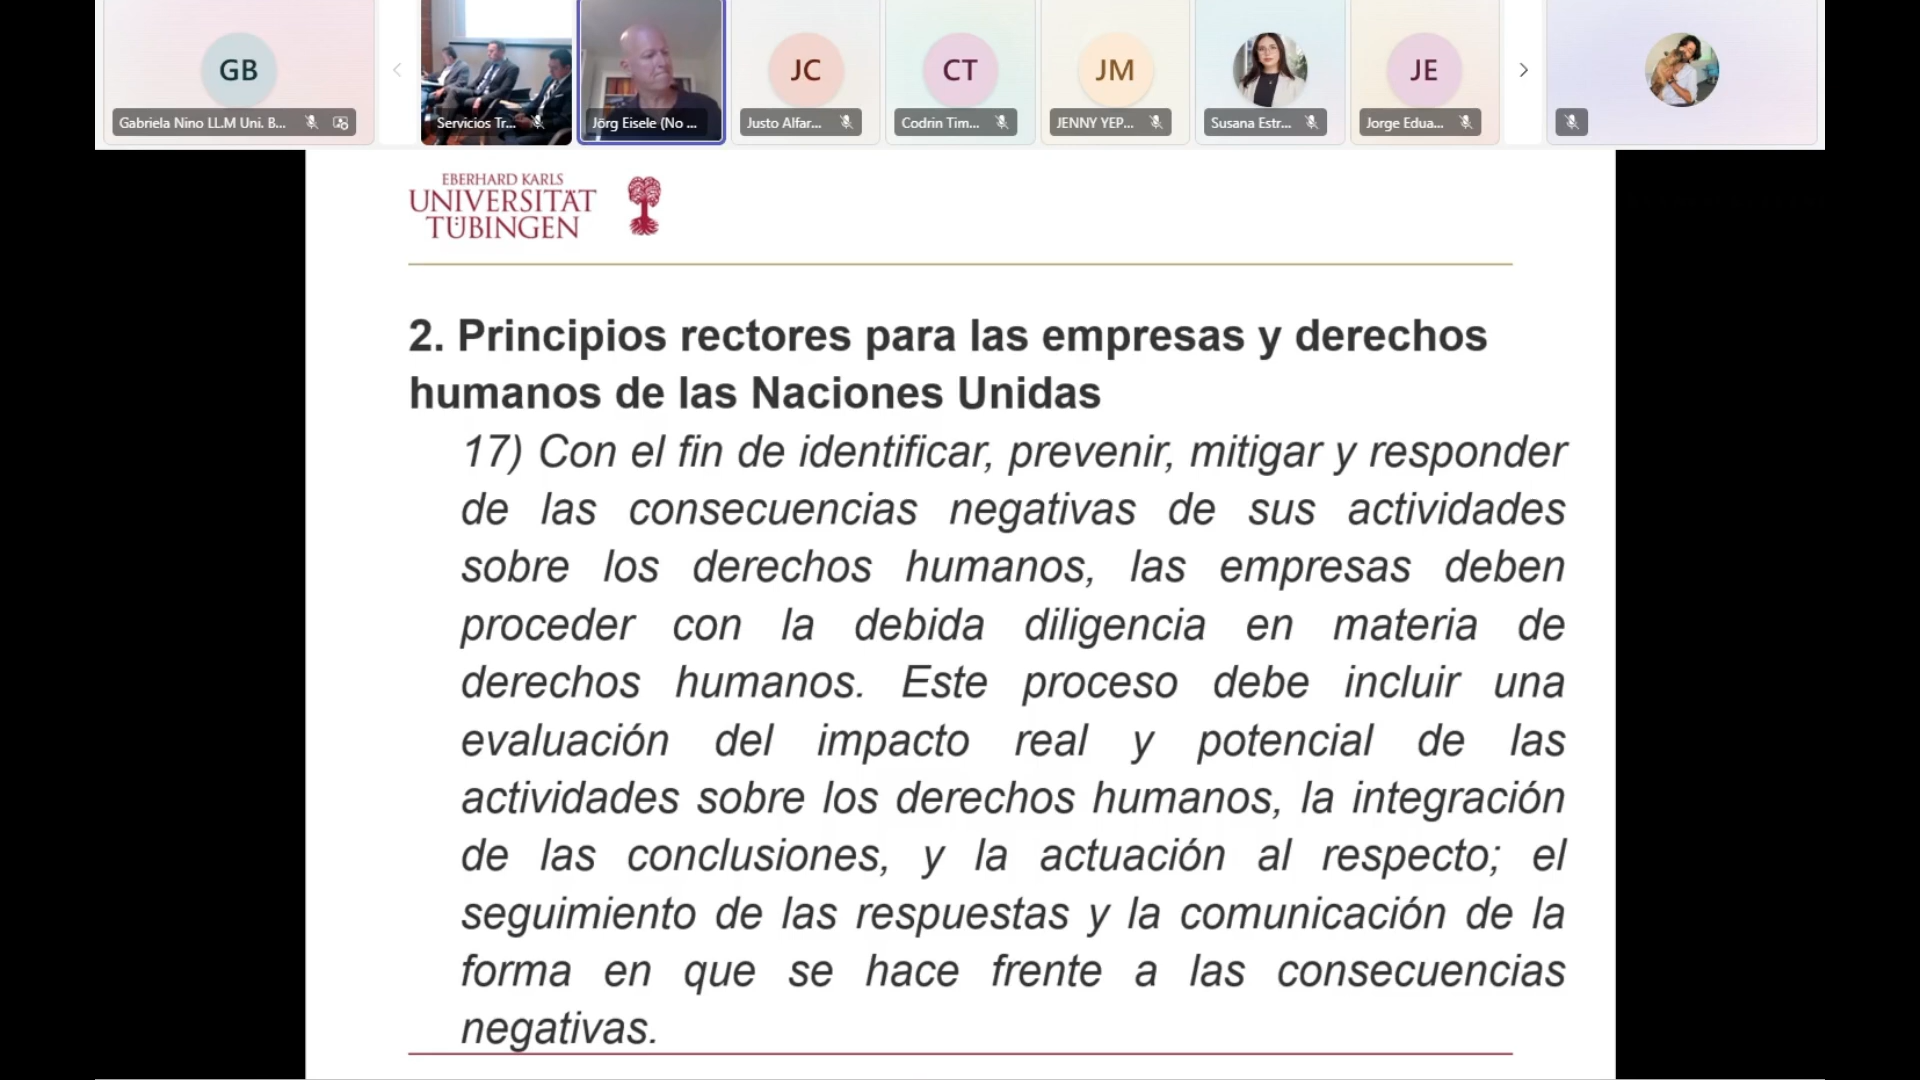 GB
JC
CT
JM
JE
Gabriela Nino LL.M Uni. B...
Servicios Tr...
Jörg Eisele (No ...
Justo Alfar...
Codrin Tim...
JENNY YEP...
Susana Estr...
Jorge Edua...
EBERHARD KARLS
UNIVERSITÄT
TÜBINGEN
2. Principios rectores para las empresas y derechos
humanos de las Naciones Unidas
17) Con el fin de identificar, prevenir, mitigar y responder
de las consecuencias negativas de sus actividades
sobre los derechos humanos, las empresas deben
proceder con la debida diligencia en materia de
derechos humanos. Este proceso debe incluir una
evaluación del impacto real y potencial de las
actividades sobre los derechos humanos, la integración
de las conclusiones, y la actuación al respecto; el
seguimiento de las respuestas y la comunicación de la
forma en que se hace frente a las consecuencias
negativas.